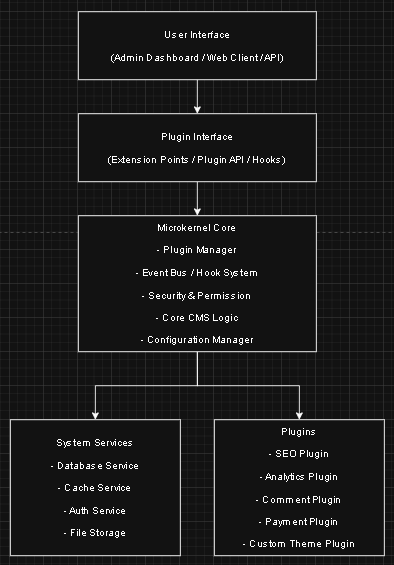 User Interface
(Admin Dashboard / Web Client / API)
Plugin Interface
(Extension Points / Plugin API / Hooks)
Microkernel Core
- Plugin Manager
- Event Bus / Hook System
- Security & Permission
- Core CMS Logic
- Configuration Manager
System Services
- Database Service
- Cache Service
- Auth Service
- File Storage
Plugins
- SEO Plugin
- Analytics Plugin
- Comment Plugin
- Payment Plugin
- Custom Theme Plugin